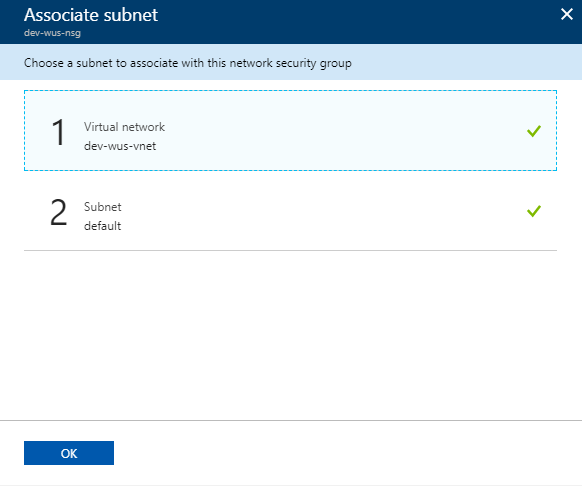 Associate subnet
dev-wus-nsg
Choose a subnet to associate with this network security group
1
Virtual network
dev-wus-vnet
2
Subnet
default
OK